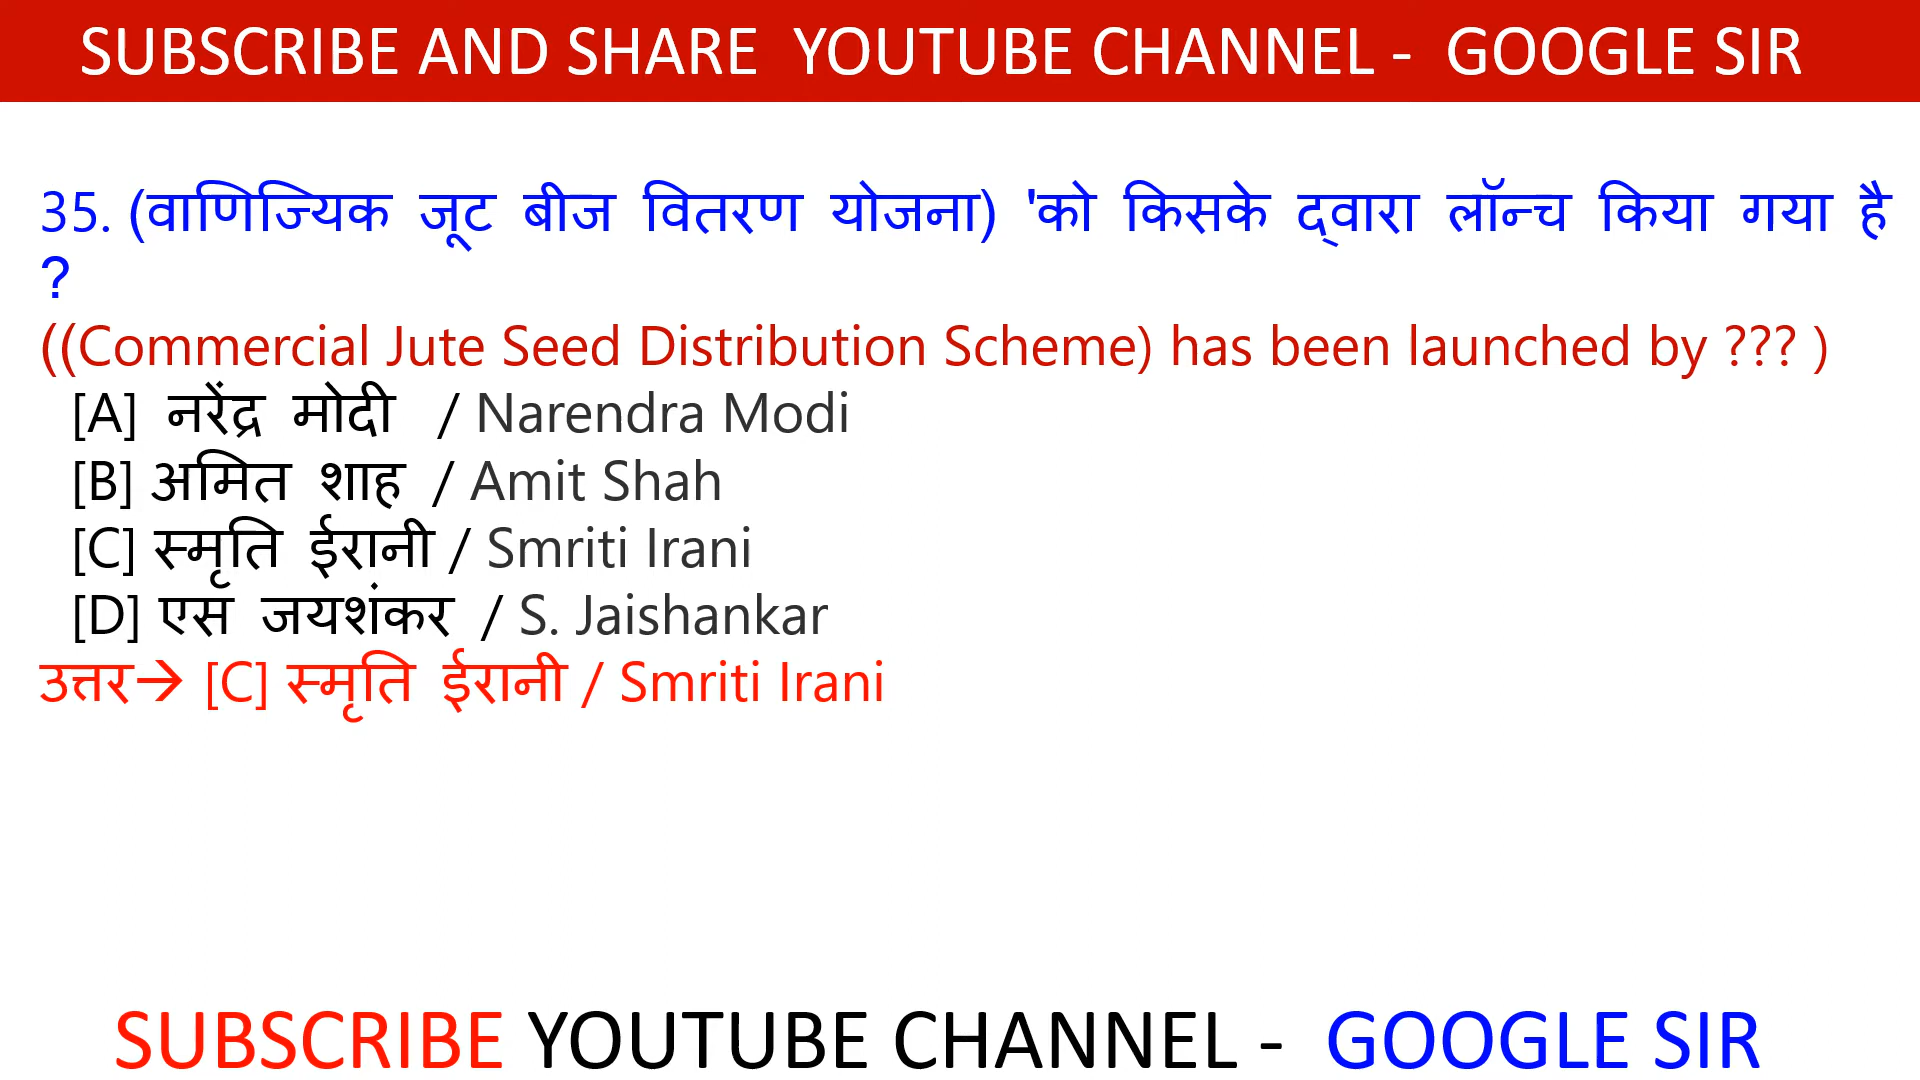 SUBSCRIBE AND SHARE YOUTUBE CHANNEL - GOOGLE SIR
35. (वाणिज्यिक जूट बीज वितरण योजना) 'को किसके द्वारा लॉन्च किया गया है
?
((Commercial Jute Seed Distribution Scheme) has been launched by ??? )
[A] नरेंद्र मोदी / Narendra Modi
[B] अमित शाह / Amit Shah
[C] स्मृति ईरानी / Smriti Irani
[D] एस जयशंकर / S. Jaishankar
उत्तर→ [C] स्मृति ईरानी / Smriti Irani
SUBSCRIBE YOUTUBE CHANNEL - GOOGLE SIR